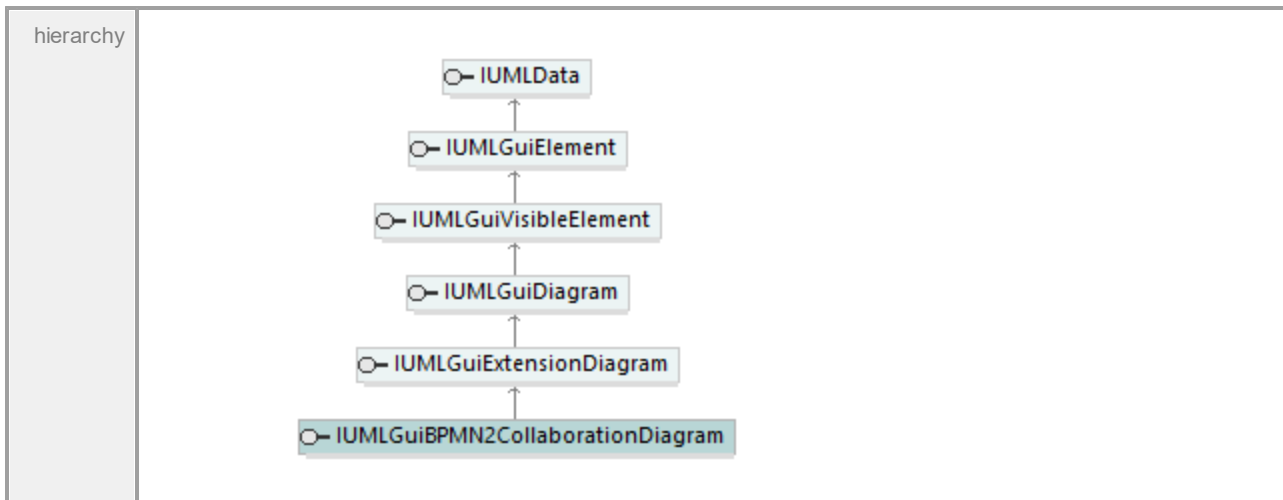 hierarchy
IUMLData
IUMLGuiElement
IUMLGuiVisibleElement
IUMLGuiDiagram
IUMLGuiExtensionDiagram
IUMLGuiBPMN2CollaborationDiagram